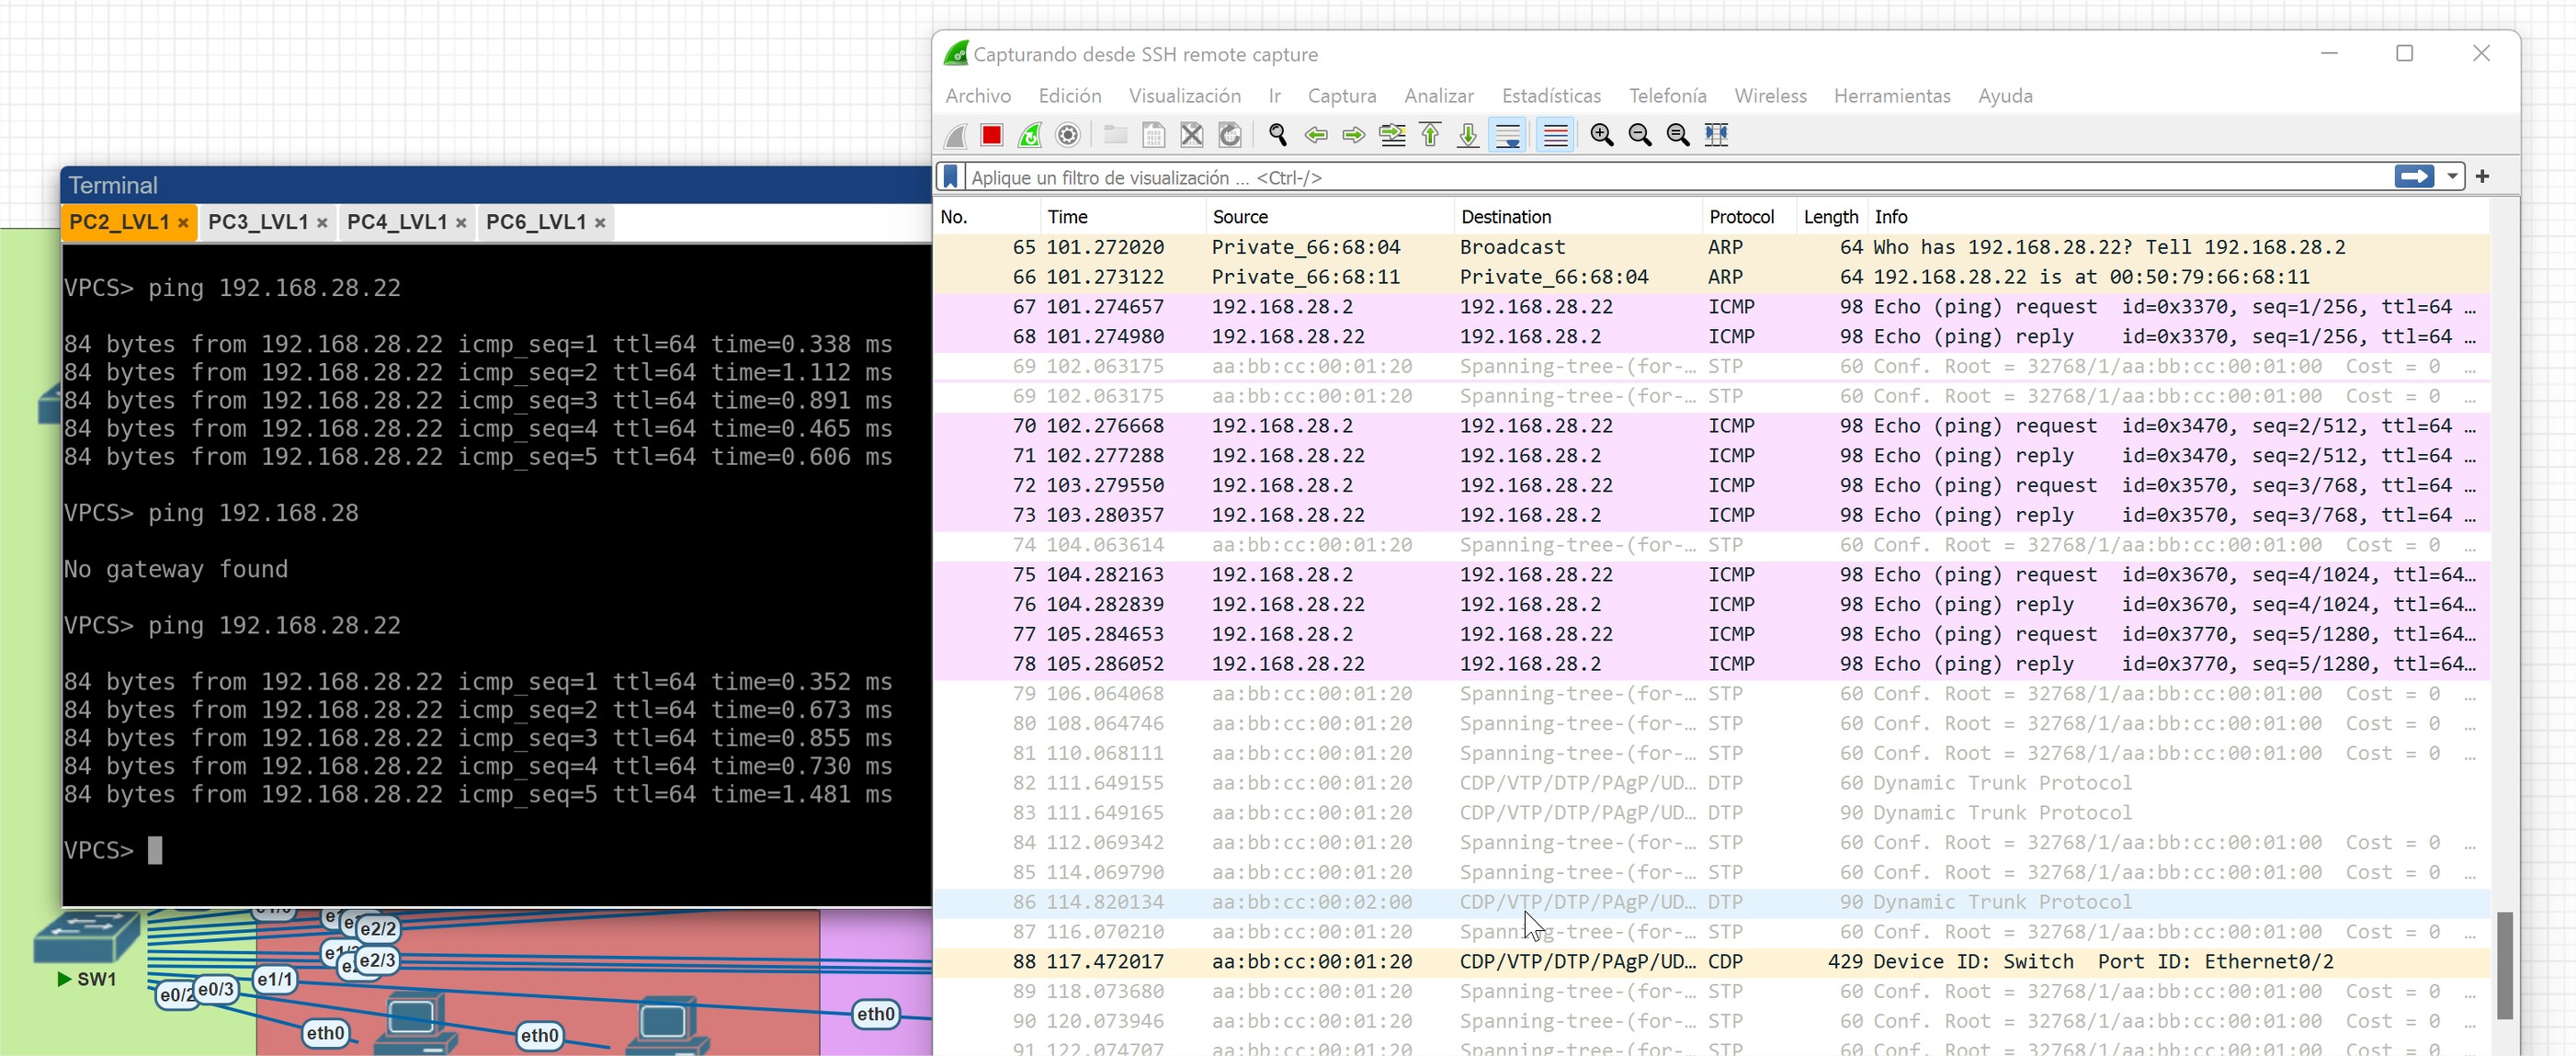 Capturando desde SSH remote capture
Archivo Edición Visualización Ir Captura Analizar Estadísticas Telefonía Wireless Herramientas Ayuda
Aplique un filtro de visualización … <Ctrl-/>
No. Time Source Destination Protocol Length Info
65 101.272020 Private_66:68:04 Broadcast ARP 64 Who has 192.168.28.22? Tell 192.168.28.2
66 101.273122 Private_66:68:11 Private_66:68:04 ARP 64 192.168.28.22 is at 00:50:79:66:68:11
67 101.274657 192.168.28.2 192.168.28.22 ICMP 98 Echo (ping) request id=0x3370, seq=1/256, ttl=64 …
68 101.274980 192.168.28.22 192.168.28.2 ICMP 98 Echo (ping) reply id=0x3370, seq=1/256, ttl=64 …
69 102.063175 aa:bb:cc:00:01:20 Spanning-tree-(for-… STP 60 Conf. Root = 32768/1/aa:bb:cc:00:01:00 Cost = 0 …
69 102.063175 aa:bb:cc:00:01:20 Spanning-tree-(for-… STP 60 Conf. Root = 32768/1/aa:bb:cc:00:01:00 Cost = 0 …
70 102.276668 192.168.28.2 192.168.28.22 ICMP 98 Echo (ping) request id=0x3470, seq=2/512, ttl=64 …
71 102.277288 192.168.28.22 192.168.28.2 ICMP 98 Echo (ping) reply id=0x3470, seq=2/512, ttl=64 …
72 103.279550 192.168.28.2 192.168.28.22 ICMP 98 Echo (ping) request id=0x3570, seq=3/768, ttl=64 …
73 103.280357 192.168.28.22 192.168.28.2 ICMP 98 Echo (ping) reply id=0x3570, seq=3/768, ttl=64 …
74 104.063614 aa:bb:cc:00:01:20 Spanning-tree-(for-… STP 60 Conf. Root = 32768/1/aa:bb:cc:00:01:00 Cost = 0 …
75 104.282163 192.168.28.2 192.168.28.22 ICMP 98 Echo (ping) request id=0x3670, seq=4/1024, ttl=64…
76 104.282839 192.168.28.22 192.168.28.2 ICMP 98 Echo (ping) reply id=0x3670, seq=4/1024, ttl=64…
77 105.284653 192.168.28.2 192.168.28.22 ICMP 98 Echo (ping) request id=0x3770, seq=5/1280, ttl=64…
78 105.286052 192.168.28.22 192.168.28.2 ICMP 98 Echo (ping) reply id=0x3770, seq=5/1280, ttl=64…
79 106.064068 aa:bb:cc:00:01:20 Spanning-tree-(for-… STP 60 Conf. Root = 32768/1/aa:bb:cc:00:01:00 Cost = 0 …
80 108.064746 aa:bb:cc:00:01:20 Spanning-tree-(for-… STP 60 Conf. Root = 32768/1/aa:bb:cc:00:01:00 Cost = 0 …
81 110.068111 aa:bb:cc:00:01:20 Spanning-tree-(for-… STP 60 Conf. Root = 32768/1/aa:bb:cc:00:01:00 Cost = 0 …
82 111.649155 aa:bb:cc:00:01:20 CDP/VTP/DTP/PAgP/UD… DTP 60 Dynamic Trunk Protocol
83 111.649165 aa:bb:cc:00:01:20 CDP/VTP/DTP/PAgP/UD… DTP 90 Dynamic Trunk Protocol
84 112.069342 aa:bb:cc:00:01:20 Spanning-tree-(for-… STP 60 Conf. Root = 32768/1/aa:bb:cc:00:01:00 Cost = 0 …
85 114.069790 aa:bb:cc:00:01:20 Spanning-tree-(for-… STP 60 Conf. Root = 32768/1/aa:bb:cc:00:01:00 Cost = 0 …
86 114.820134 aa:bb:cc:00:02:00 CDP/VTP/DTP/PAgP/UD… DTP 90 Dynamic Trunk Protocol
87 116.070210 aa:bb:cc:00:01:20 Spanning-tree-(for-… STP 60 Conf. Root = 32768/1/aa:bb:cc:00:01:00 Cost = 0 …
88 117.472017 aa:bb:cc:00:01:20 CDP/VTP/DTP/PAgP/UD… CDP 429 Device ID: Switch Port ID: Ethernet0/2
89 118.073680 aa:bb:cc:00:01:20 Spanning-tree-(for-… STP 60 Conf. Root = 32768/1/aa:bb:cc:00:01:00 Cost = 0 …
90 120.073946 aa:bb:cc:00:01:20 Spanning-tree-(for-… STP 60 Conf. Root = 32768/1/aa:bb:cc:00:01:00 Cost = 0 …
91 122.074707 aa:bb:cc:00:01:20 Spanning-tree-(for-… STP 60 Conf. Root = 32768/1/aa:bb:cc:00:01:00 Cost = 0 …
Terminal
PC2_LVL1 × PC3_LVL1 × PC4_LVL1 × PC6_LVL1 ×
VPCS> ping 192.168.28.22
84 bytes from 192.168.28.22 icmp_seq=1 ttl=64 time=0.338 ms
84 bytes from 192.168.28.22 icmp_seq=2 ttl=64 time=1.112 ms
84 bytes from 192.168.28.22 icmp_seq=3 ttl=64 time=0.891 ms
84 bytes from 192.168.28.22 icmp_seq=4 ttl=64 time=0.465 ms
84 bytes from 192.168.28.22 icmp_seq=5 ttl=64 time=0.606 ms
VPCS> ping 192.168.28
No gateway found
VPCS> ping 192.168.28.22
84 bytes from 192.168.28.22 icmp_seq=1 ttl=64 time=0.352 ms
84 bytes from 192.168.28.22 icmp_seq=2 ttl=64 time=0.673 ms
84 bytes from 192.168.28.22 icmp_seq=3 ttl=64 time=0.855 ms
84 bytes from 192.168.28.22 icmp_seq=4 ttl=64 time=0.730 ms
84 bytes from 192.168.28.22 icmp_seq=5 ttl=64 time=1.481 ms
VPCS>
e2/2
e2/3
SW1
e1/1
e0/2
e0/3
eth0
eth0
eth0